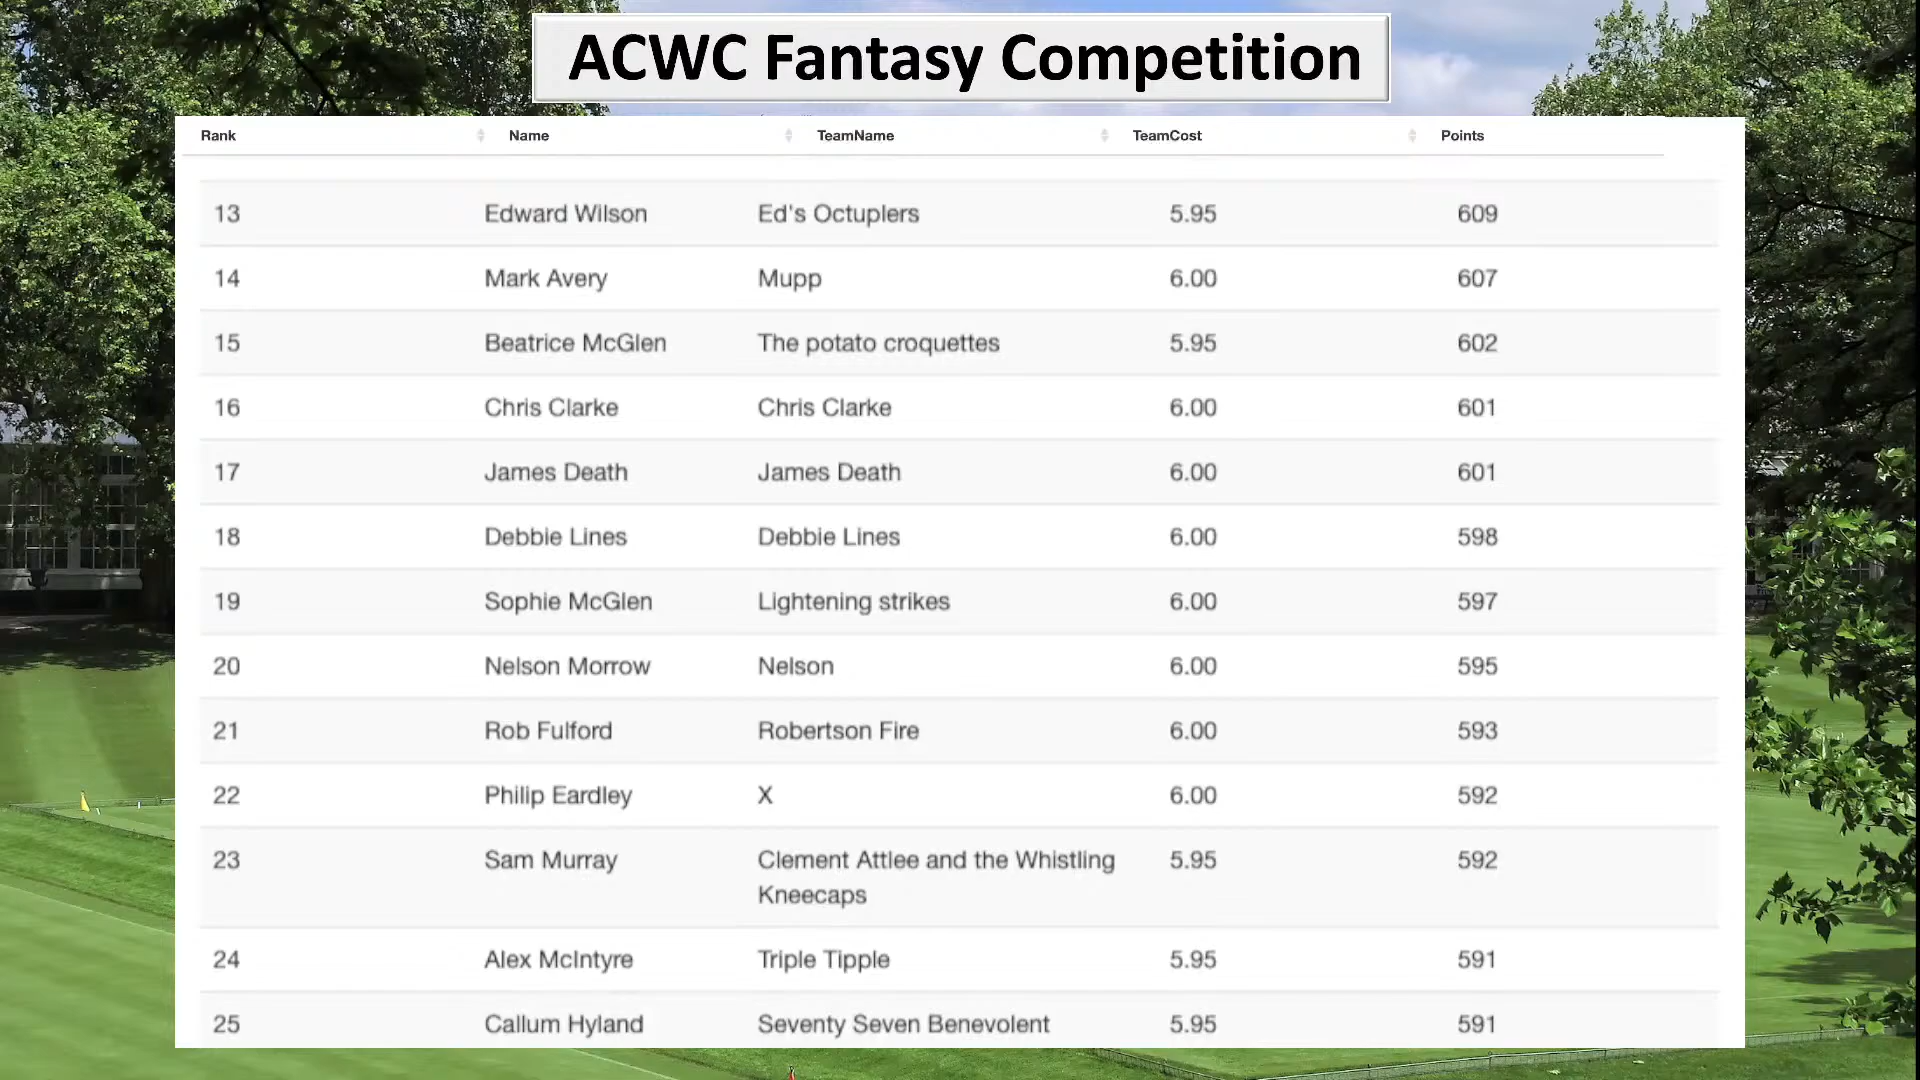 ACWC Fantasy Competition
Rank Name TeamName TeamCost Points
13 Edward Wilson Ed's Octuplers 5.95 609
14 Mark Avery Mupp 6.00 607
15 Beatrice McGlen The potato croquettes 5.95 602
16 Chris Clarke Chris Clarke 6.00 601
17 James Death James Death 6.00 601
18 Debbie Lines Debbie Lines 6.00 598
19 Sophie McGlen Lightening strikes 6.00 597
20 Nelson Morrow Nelson 6.00 595
21 Rob Fulford Robertson Fire 6.00 593
22 Philip Eardley X 6.00 592
23 Sam Murray Clement Attlee and the Whistling 5.95 592
Kneecaps
24 Alex McIntyre Triple Tipple 5.95 591
25 Callum Hyland Seventy Seven Benevolent 5.95 591